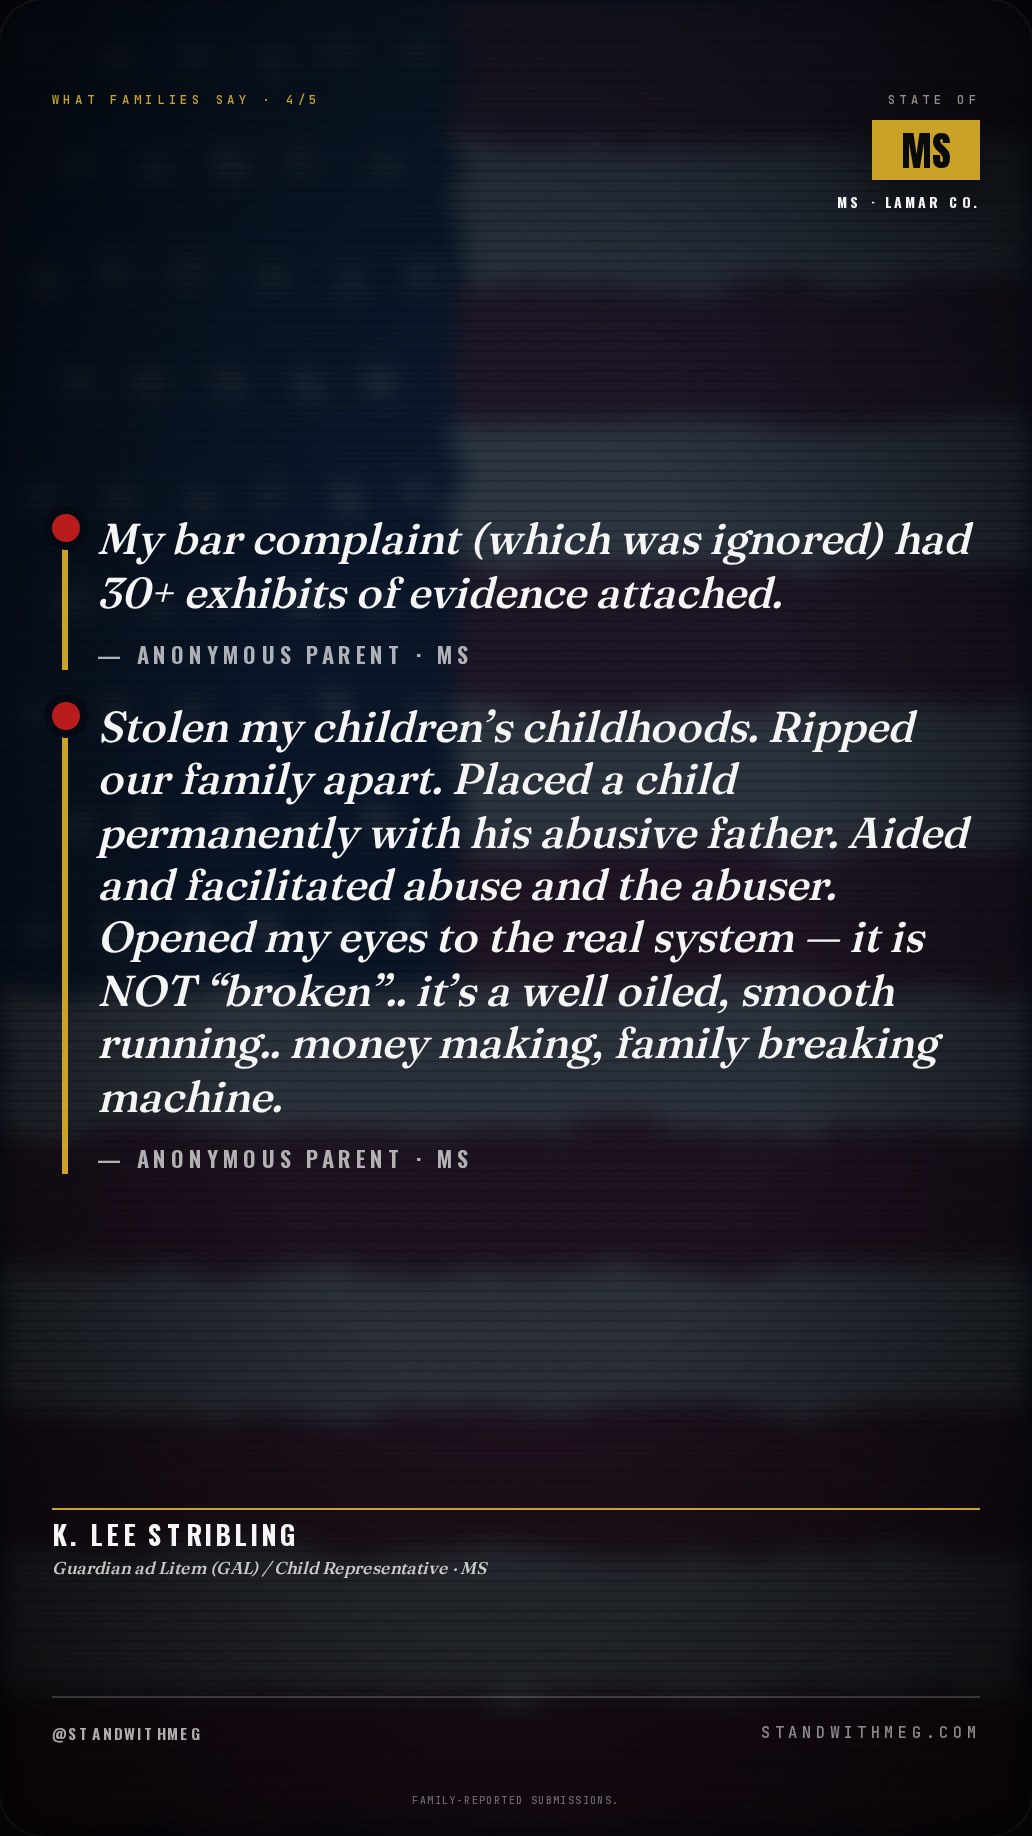 WHAT FAMILIES SAY · 4/5
STATE OF
MS
MS · LAMAR CO.
My bar complaint (which was ignored) had
30+ exhibits of evidence attached.
— ANONYMOUS PARENT · MS
Stolen my children’s childhoods. Ripped
our family apart. Placed a child
permanently with his abusive father. Aided
and facilitated abuse and the abuser.
Opened my eyes to the real system — it is
NOT “broken”.. it’s a well oiled, smooth
running.. money making, family breaking
machine.
— ANONYMOUS PARENT · MS
K. LEE STRIBLING
Guardian ad Litem (GAL) / Child Representative · MS
@STANDWITHMEG
STANDWITHMEG.COM
FAMILY-REPORTED SUBMISSIONS.